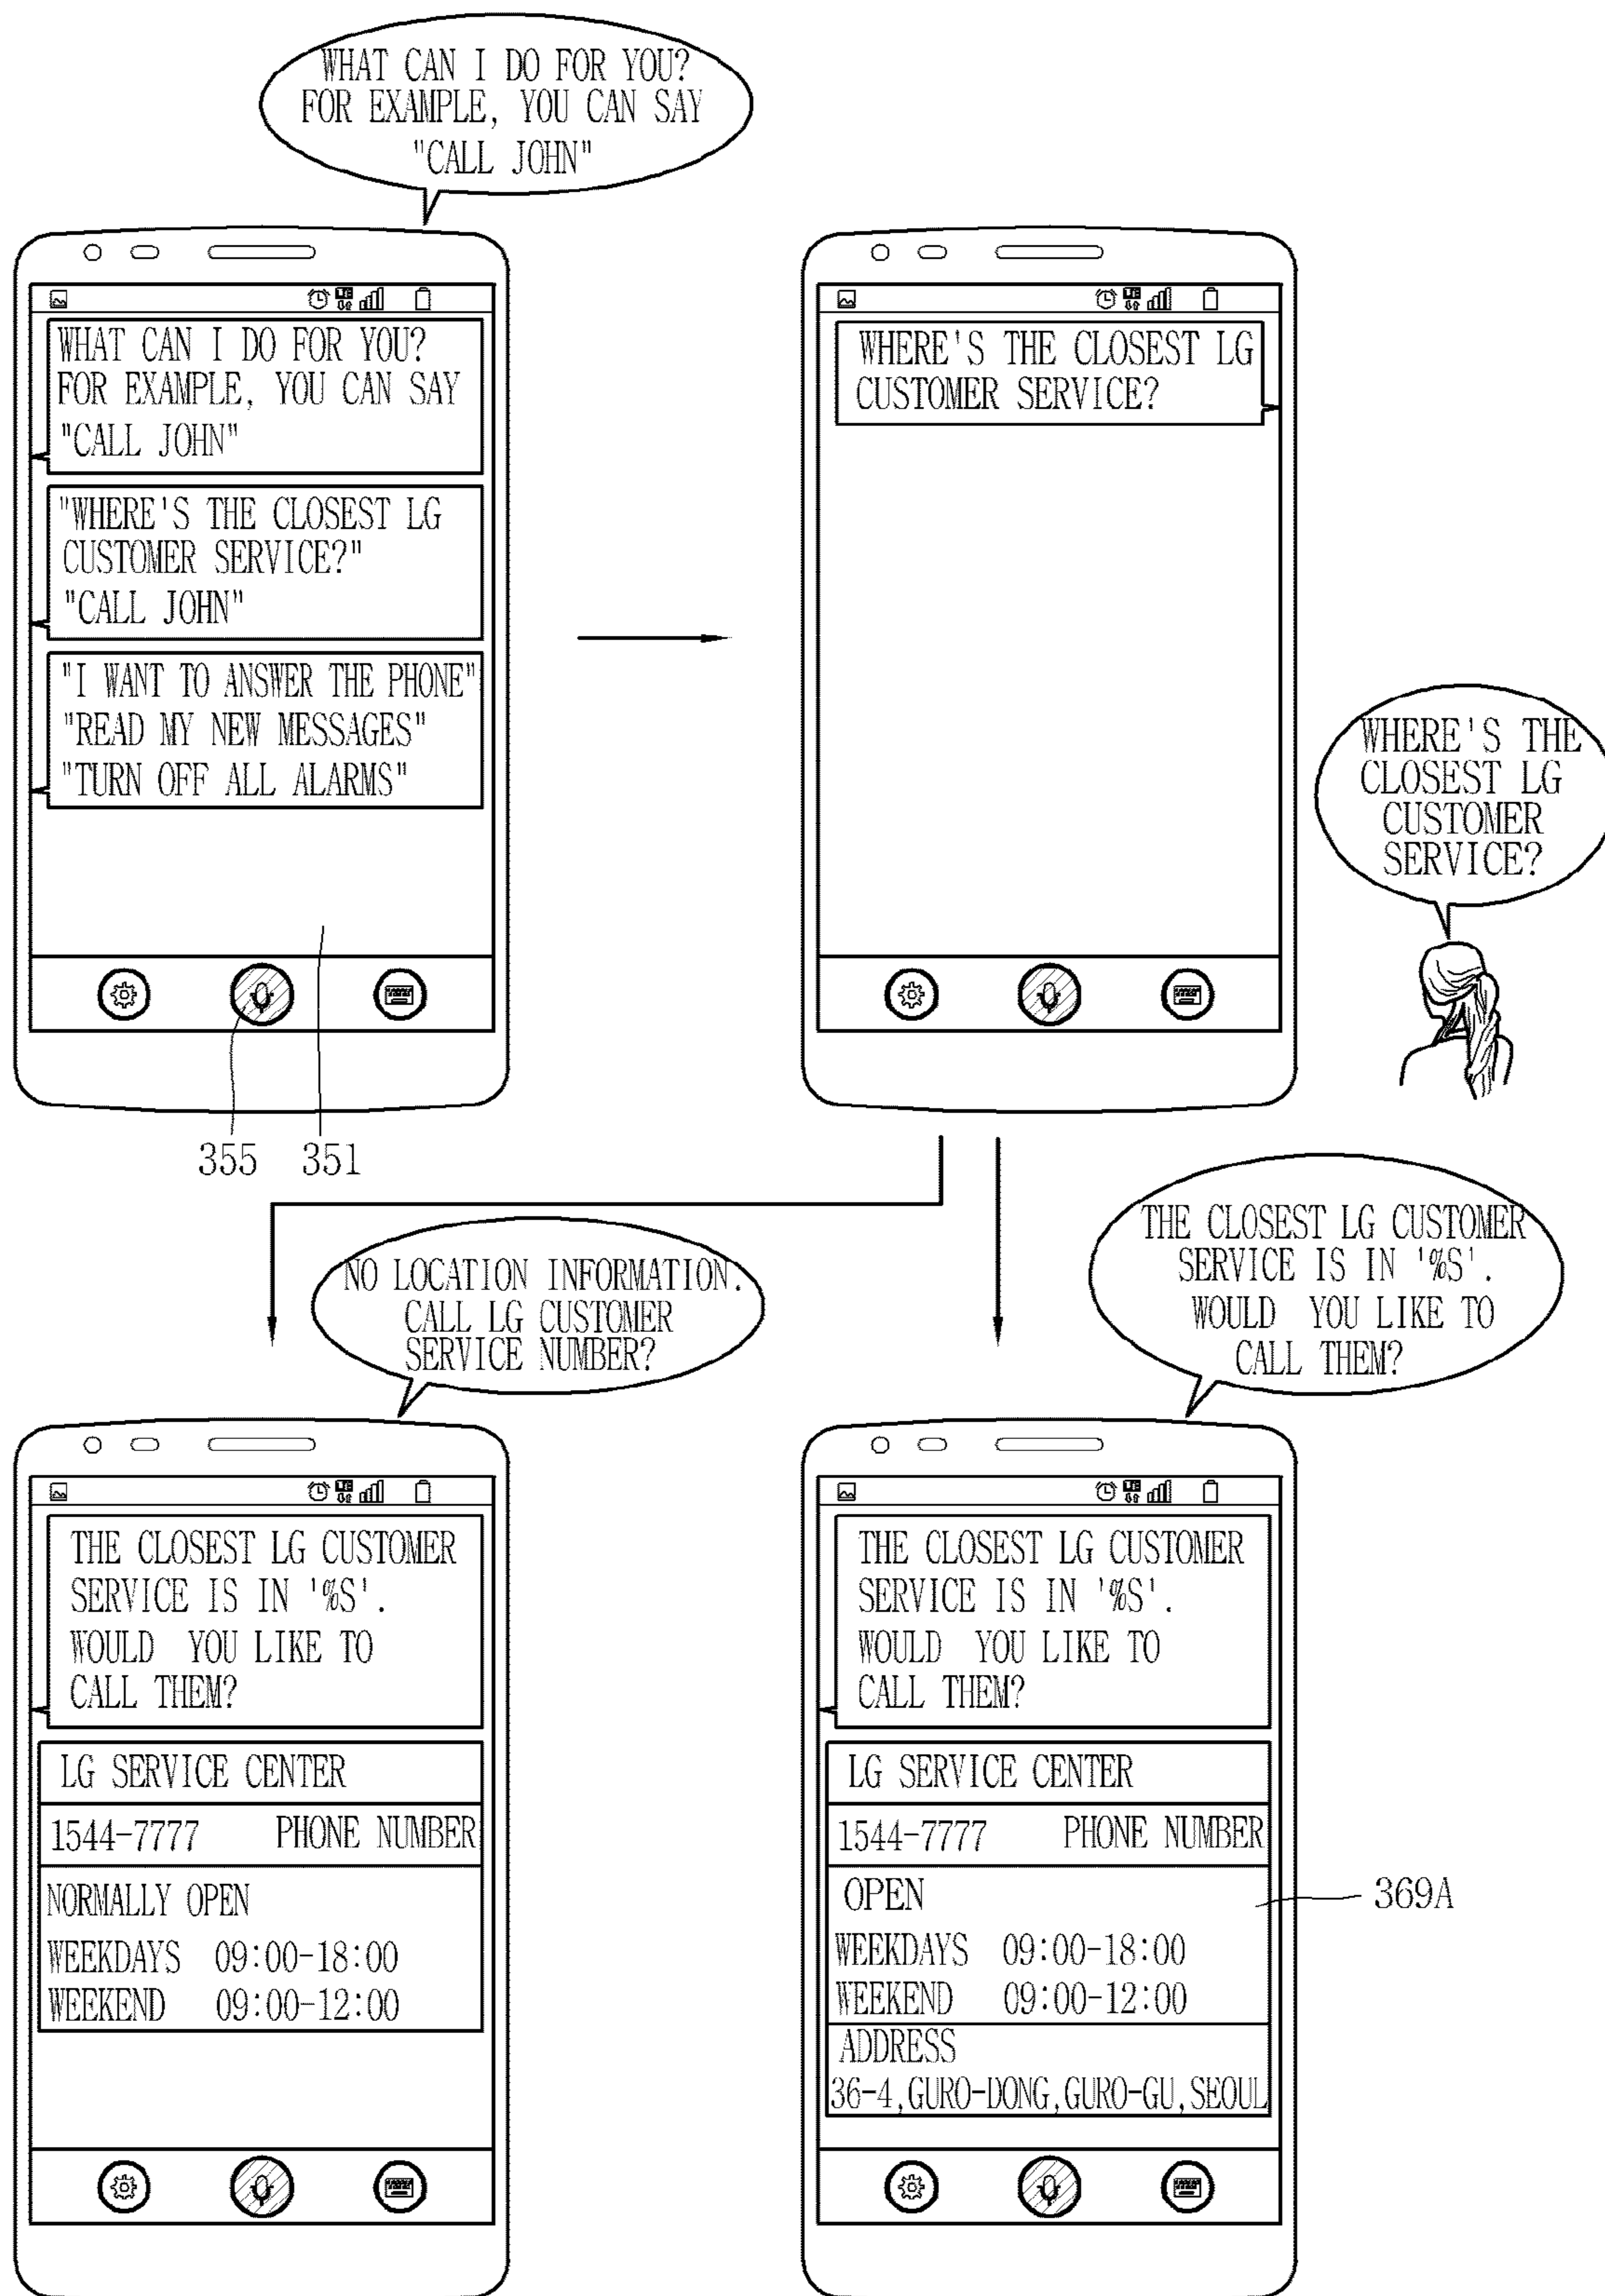 WHAT CAN I DO FOR YOU?
FOR EXAMPLE, YOU CAN SAY
"CALL JOHN"
WHAT CAN I DO FOR YOU?
FOR EXAMPLE, YOU CAN SAY
"CALL JOHN"
"WHERE'S THE CLOSEST LG
CUSTOMER SERVICE?"
"CALL JOHN"
"I WANT TO ANSWER THE PHONE"
"READ MY NEW MESSAGES"
"TURN OFF ALL ALARMS"
355 351
WHERE'S THE CLOSEST LG
CUSTOMER SERVICE?
WHERE'S THE
CLOSEST LG
CUSTOMER
SERVICE?
NO LOCATION INFORMATION.
CALL LG CUSTOMER
SERVICE NUMBER?
THE CLOSEST LG CUSTOMER
SERVICE IS IN '%S'.
WOULD YOU LIKE TO
CALL THEM?
LG SERVICE CENTER
1544-7777 PHONE NUMBER
NORMALLY OPEN
WEEKDAYS 09:00-18:00
WEEKEND 09:00-12:00
THE CLOSEST LG CUSTOMER
SERVICE IS IN '%S'.
WOULD YOU LIKE TO
CALL THEM?
THE CLOSEST LG CUSTOMER
SERVICE IS IN '%S'.
WOULD YOU LIKE TO
CALL THEM?
LG SERVICE CENTER
1544-7777 PHONE NUMBER
OPEN
WEEKDAYS 09:00-18:00
WEEKEND 09:00-12:00
ADDRESS
36-4,GURO-DONG,GURO-GU,SEOUL
369A